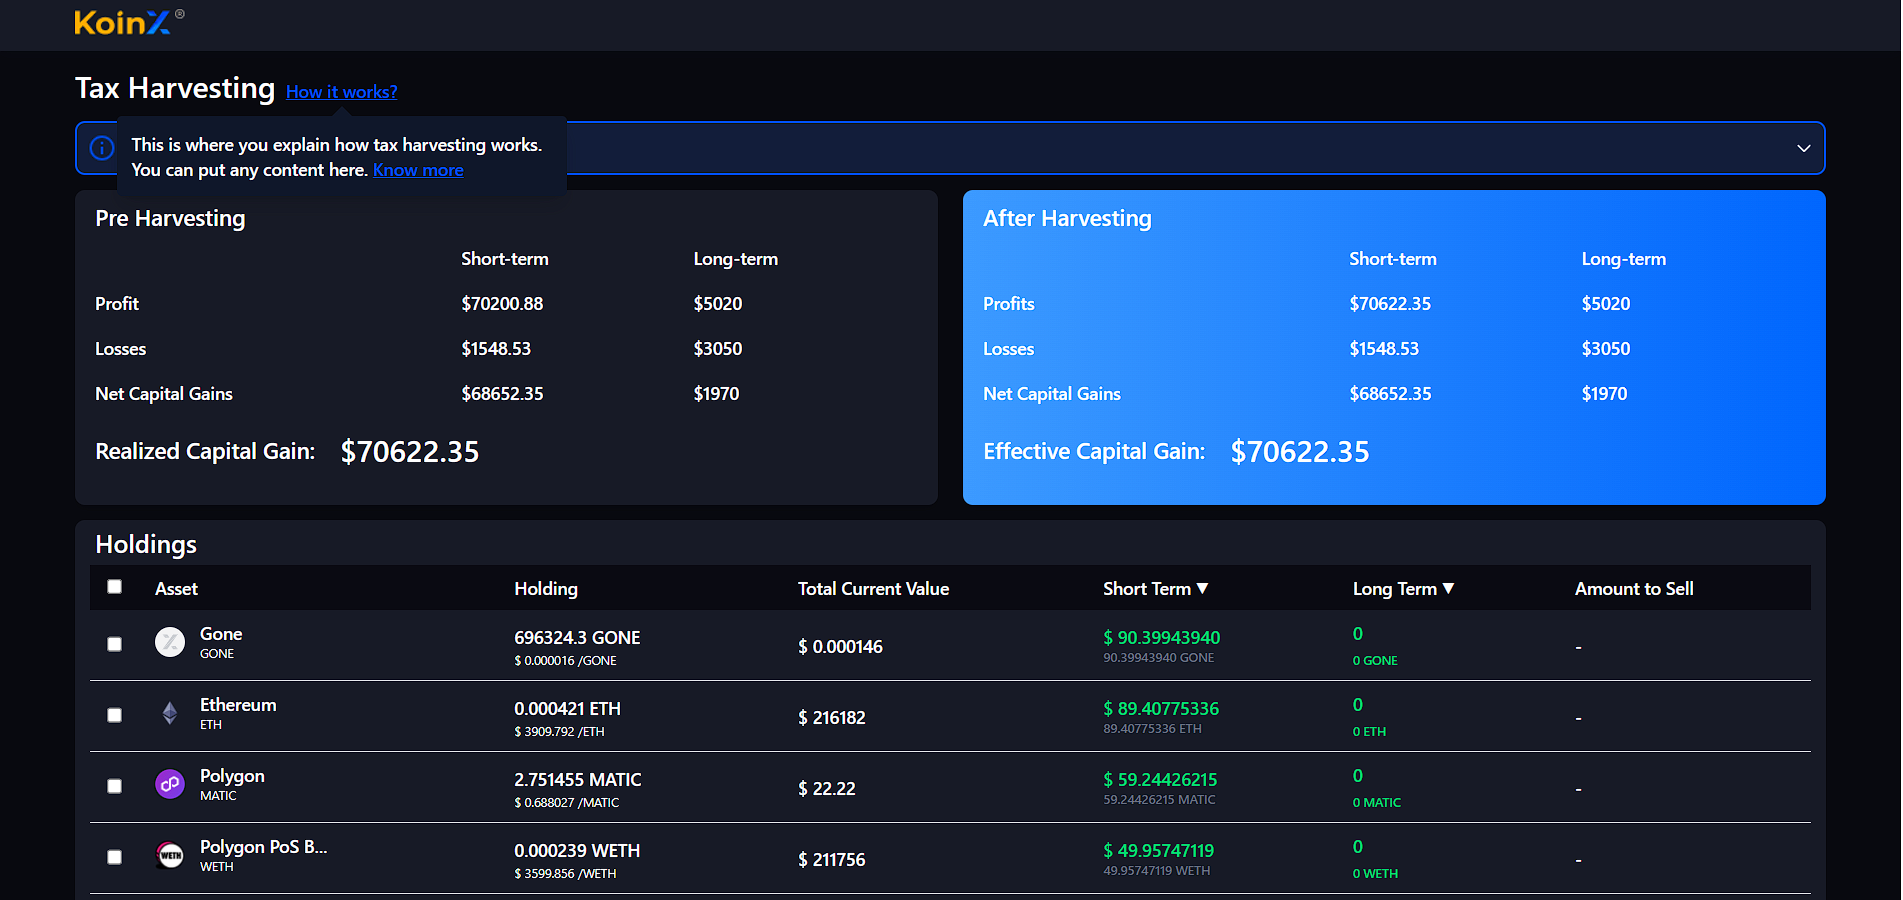 KoinX®
Tax Harvesting How it works?
This is where you explain how tax harvesting works.
You can put any content here. Know more
Pre Harvesting
Short-term Long-term
Profit $70200.88 $5020
Losses $1548.53 $3050
Net Capital Gains $68652.35 $1970
Realized Capital Gain: $70622.35
After Harvesting
Short-term Long-term
Profits $70622.35 $5020
Losses $1548.53 $3050
Net Capital Gains $68652.35 $1970
Effective Capital Gain: $70622.35
Holdings
Asset Holding Total Current Value Short Term ▼ Long Term ▼ Amount to Sell
Gone 696324.3 GONE $ 0.000146 $ 90.39943940 0 -
GONE $ 0.000016 /GONE 90.39943940 GONE 0 GONE
Ethereum 0.000421 ETH $ 216182 $ 89.40775336 0 -
ETH $ 3909.792 /ETH 89.40775336 ETH 0 ETH
Polygon 2.751455 MATIC $ 22.22 $ 59.24426215 0 -
MATIC $ 0.688027 /MATIC 59.24426215 MATIC 0 MATIC
Polygon PoS B... 0.000239 WETH $ 211756 $ 49.95747119 0 -
WETH WETH $ 3599.856 /WETH 49.95747119 WETH 0 WETH